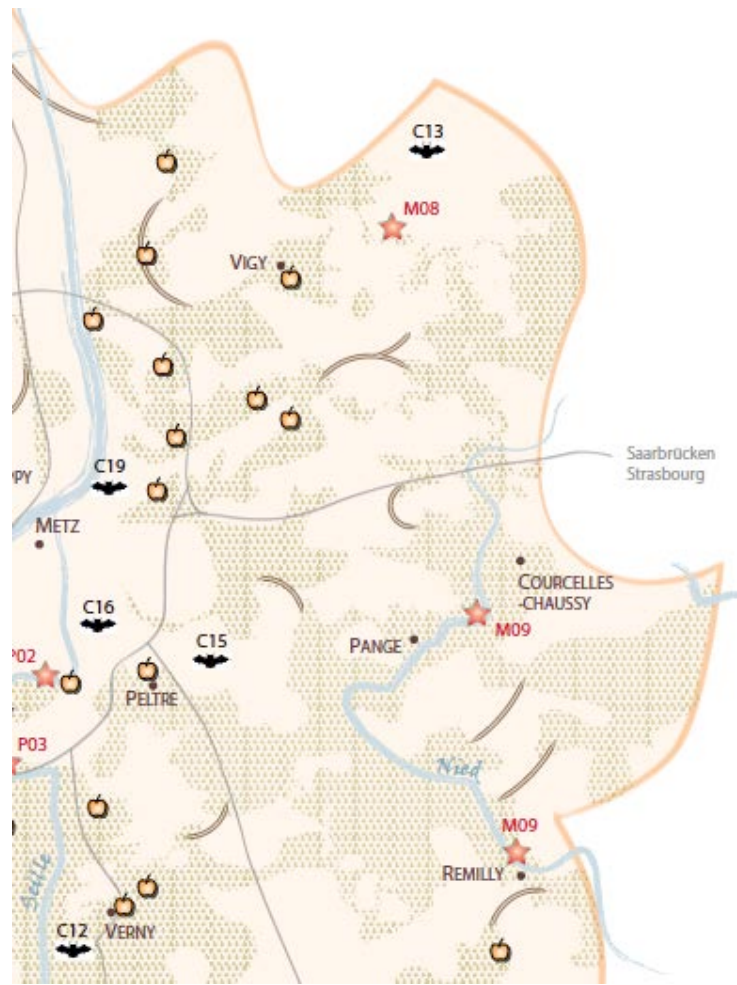 C13
M08
VIGY
Saarbrücken
Strasbourg
C19
PY
METZ
COURCELLES
-CHAUSSY
C16
M09
C15
PANGE
P02
PELTRE
P03
Nied
M09
Seille
REMILLY
VERNY
C12